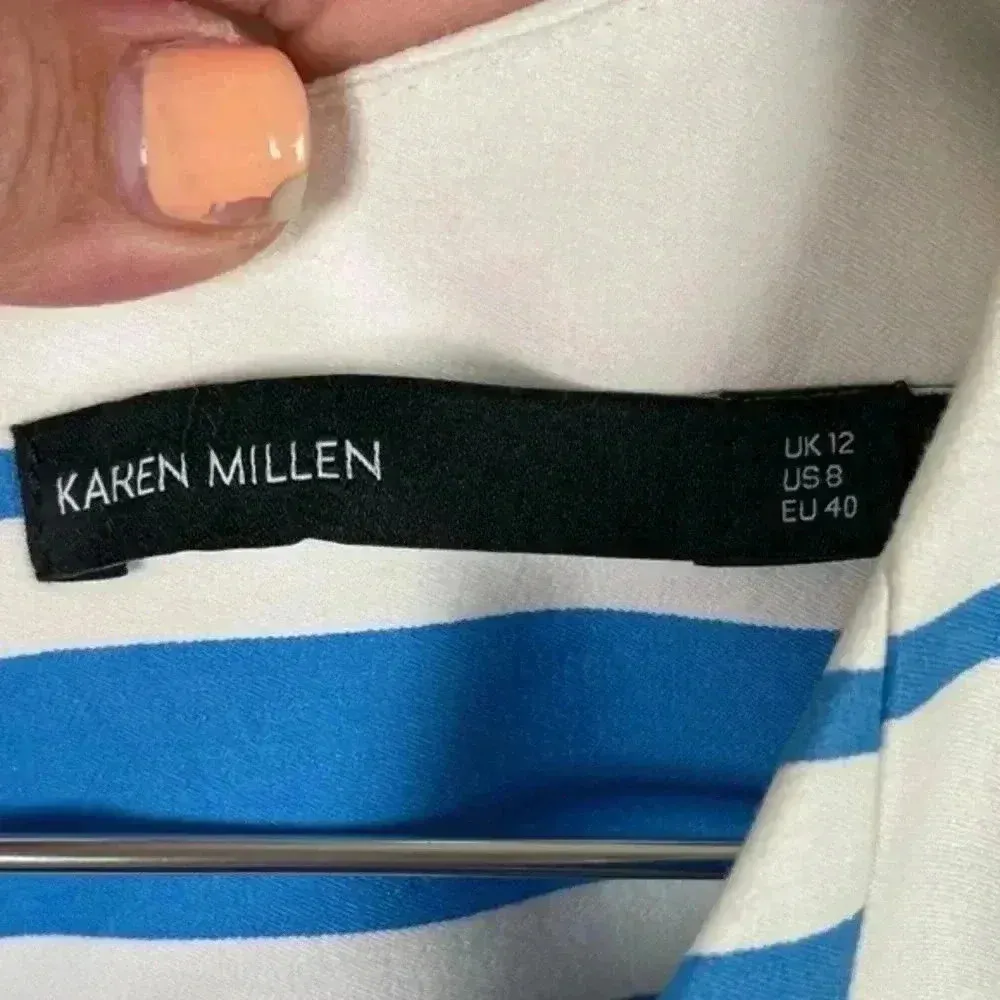 KAREN MILLEN
UK 12
US 8
EU 40